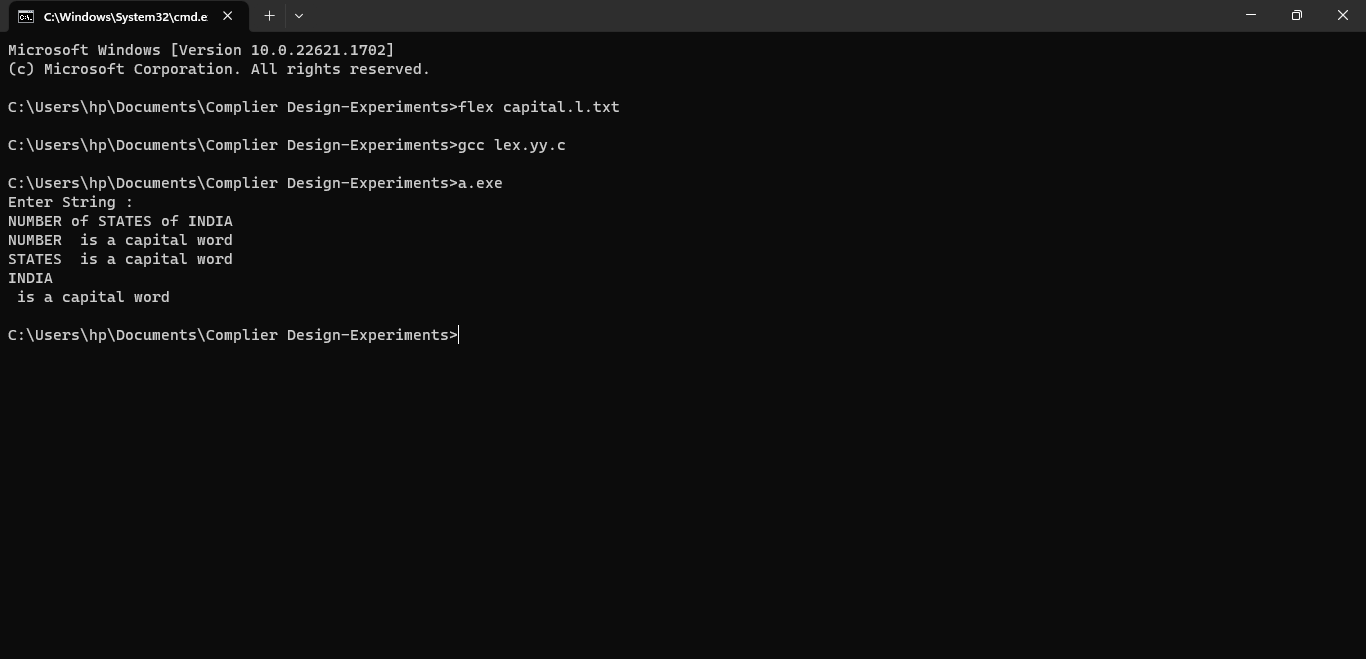 C:\Windows\System32\cmd.e
Microsoft Windows [Version 10.0.22621.1702]
(c) Microsoft Corporation. All rights reserved.
C:\Users\hp\Documents\Complier Design-Experiments>flex capital.l.txt
C:\Users\hp\Documents\Complier Design-Experiments>gcc lex.yy.c
C:\Users\hp\Documents\Complier Design-Experiments>a.exe
Enter String :
NUMBER of STATES of INDIA
NUMBER  is a capital word
STATES  is a capital word
INDIA
 is a capital word
C:\Users\hp\Documents\Complier Design-Experiments>